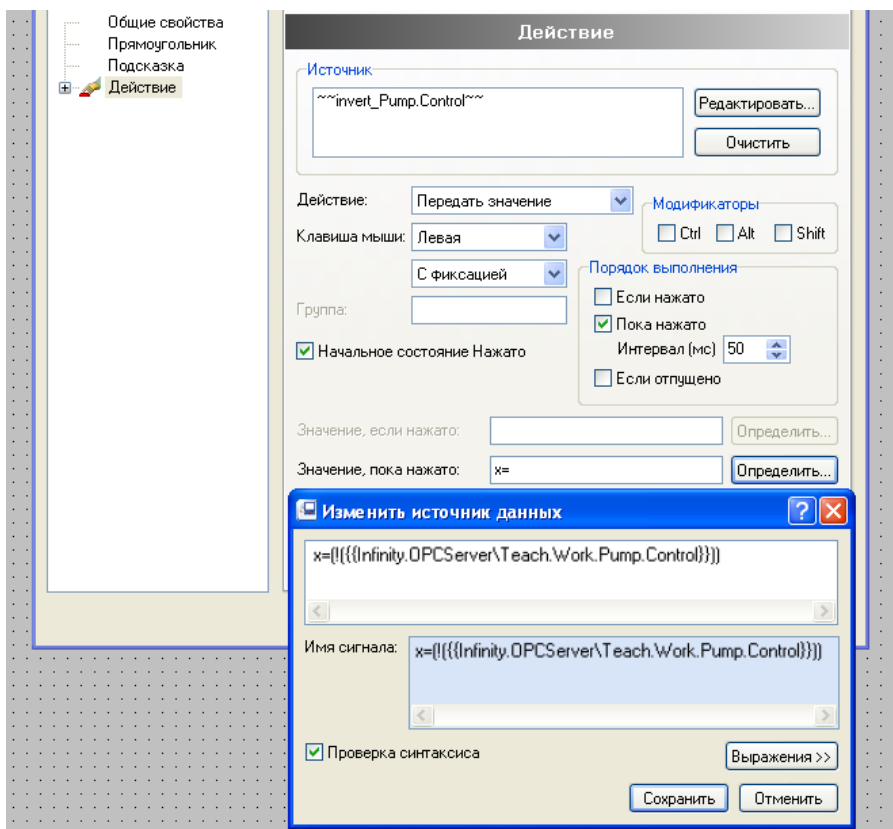 Общие свойства
Прямоугольник
Подсказка
Действие
Действие
Источник
~~invert_Pump.Control~~
Редактировать...
Очистить
Действие: Передать значение
Модификаторы
Ctrl Alt Shift
Клавиша мыши: Левая
С фиксацией
Группа:
Начальное состояние Нажато
Порядок выполнения
Если нажато
Пока нажато
Интервал (мс) 50
Если отпущено
Значение, если нажато: Определить...
Значение, пока нажато: x= Определить...
Изменить источник данных
x=(!({{Infinity.OPCServer\Teach.Work.Pump.Control}}))
Имя сигнала: x=(!({{Infinity.OPCServer\Teach.Work.Pump.Control}}))
Проверка синтаксиса
Выражения >>
Сохранить Отменить